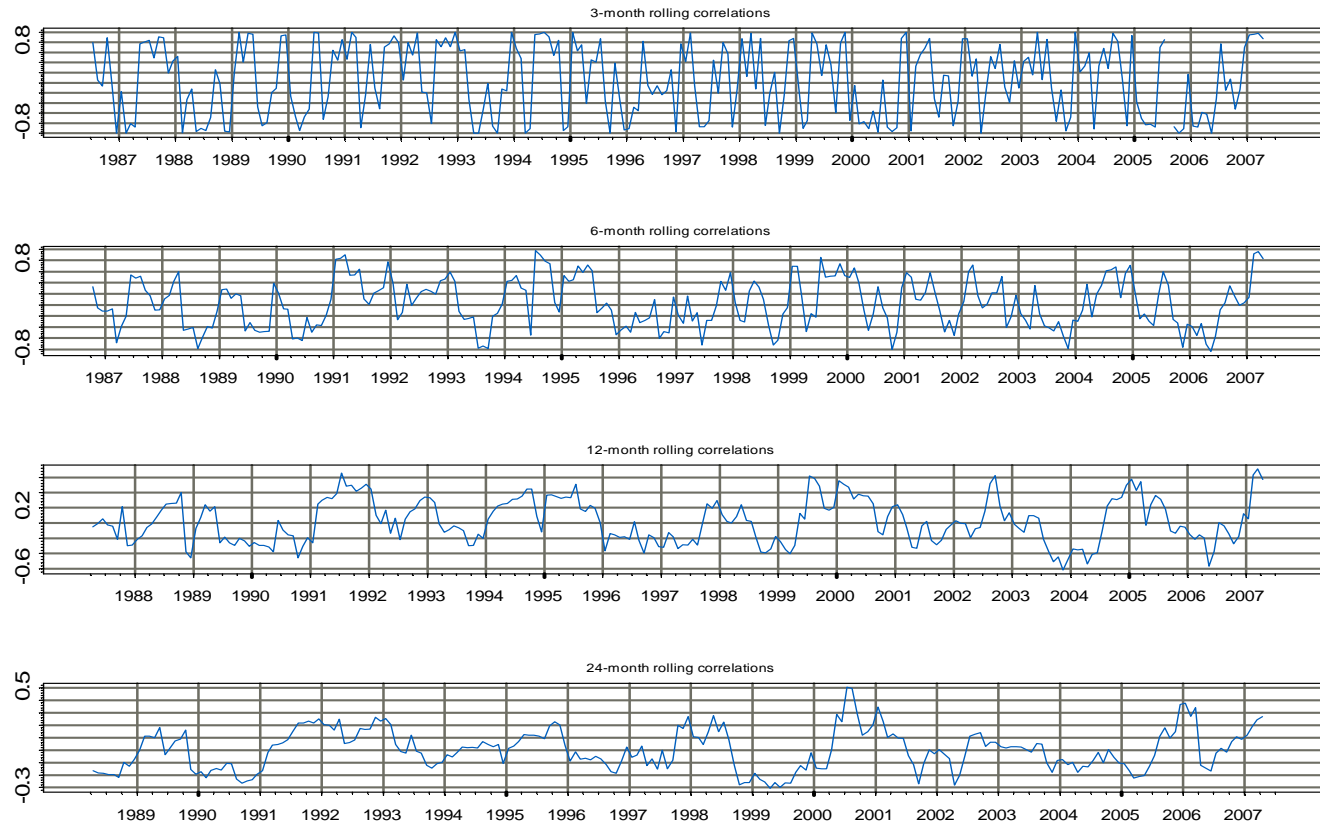 3-month rolling correlations
0.8
-0.8
1987 1988 1989 1990 1991 1992 1993 1994 1995 1996 1997 1998 1999 2000 2001 2002 2003 2004 2005 2006 2007
6-month rolling correlations
0.8
-0.8
1987 1988 1989 1990 1991 1992 1993 1994 1995 1996 1997 1998 1999 2000 2001 2002 2003 2004 2005 2006 2007
12-month rolling correlations
0.2
-0.6
1988 1989 1990 1991 1992 1993 1994 1995 1996 1997 1998 1999 2000 2001 2002 2003 2004 2005 2006 2007
24-month rolling correlations
0.5
-0.3
1989 1990 1991 1992 1993 1994 1995 1996 1997 1998 1999 2000 2001 2002 2003 2004 2005 2006 2007